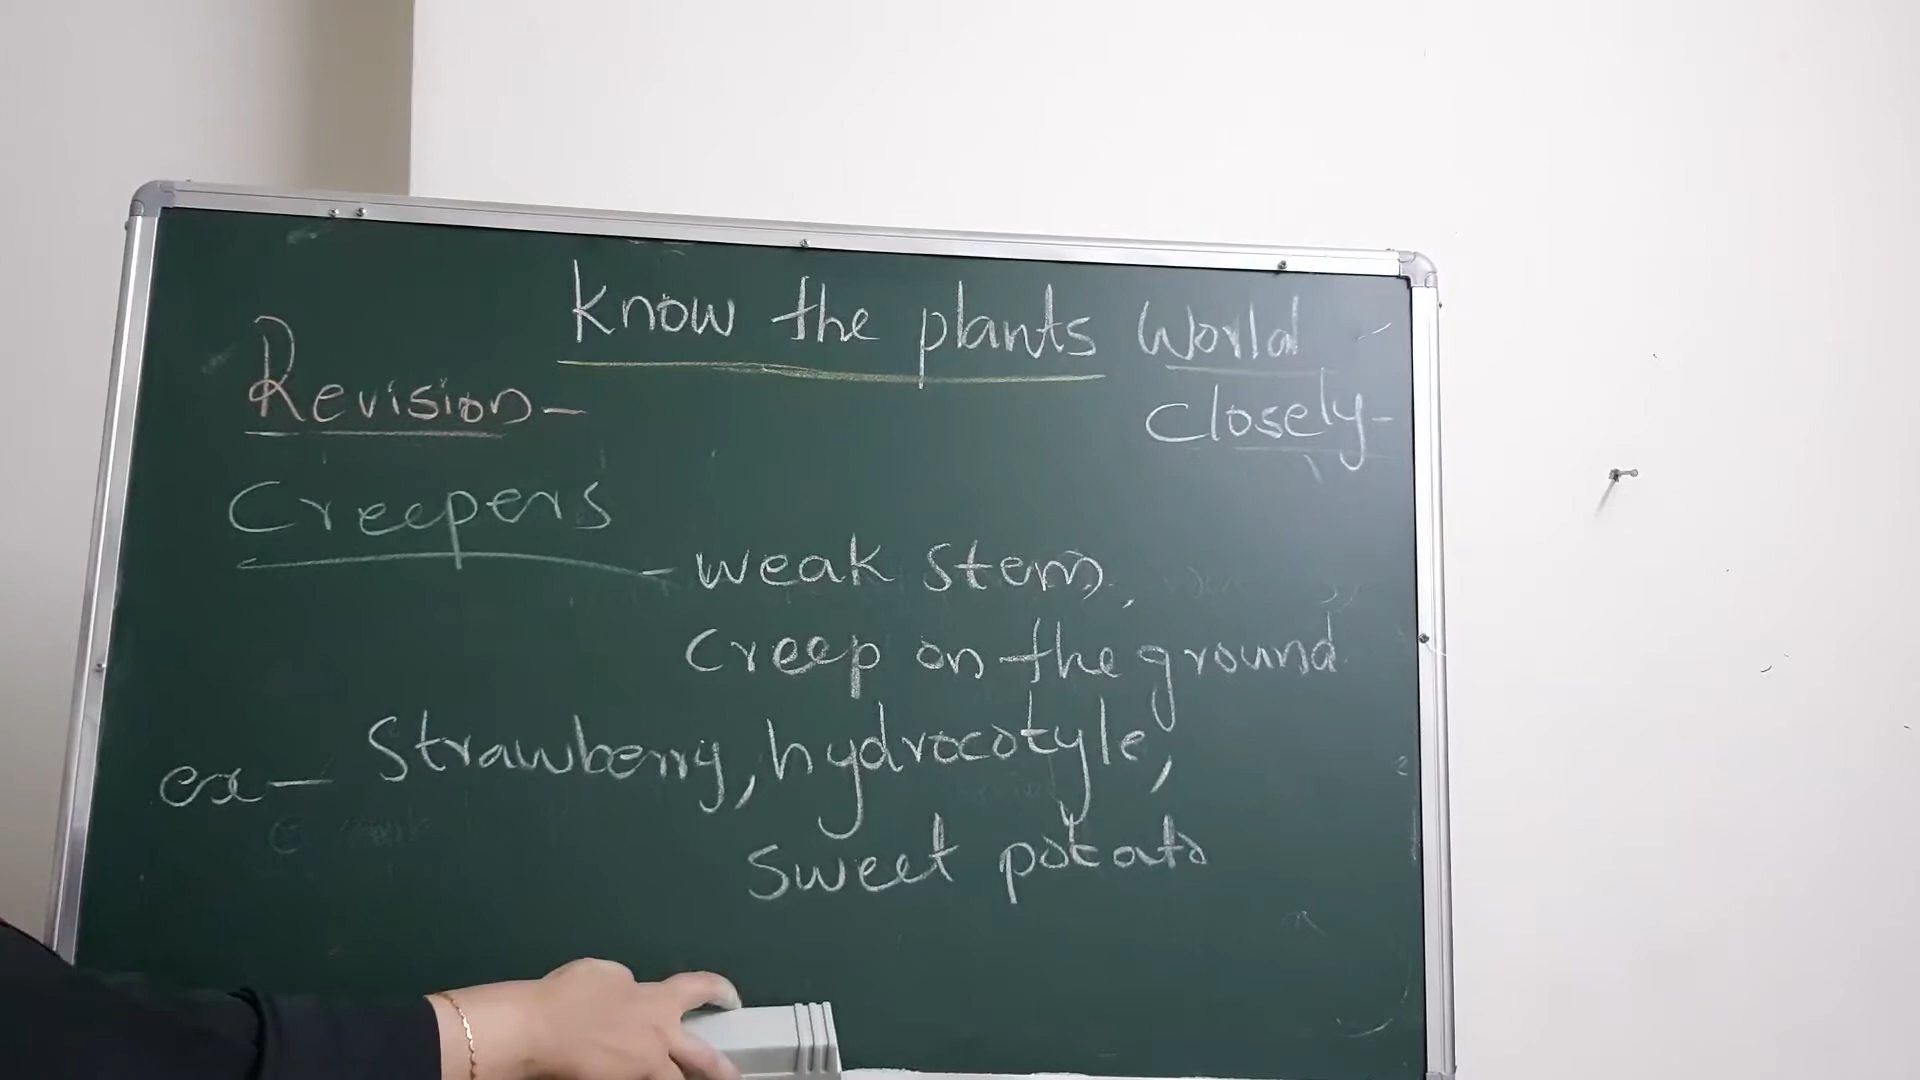 Know the plants World
Closely-
Revision-
Creepers
- weak stem,
creep on the ground
ex- Strawberry, hydrocotyle,
Sweet potato